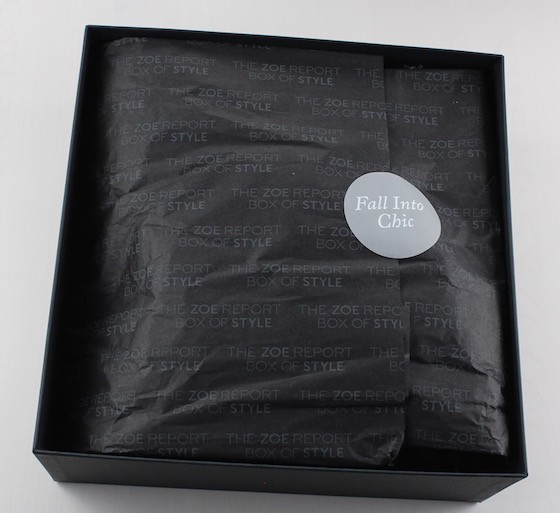 THE ZOE REPORT
BOX OF STYLE
Fall Into
Chic